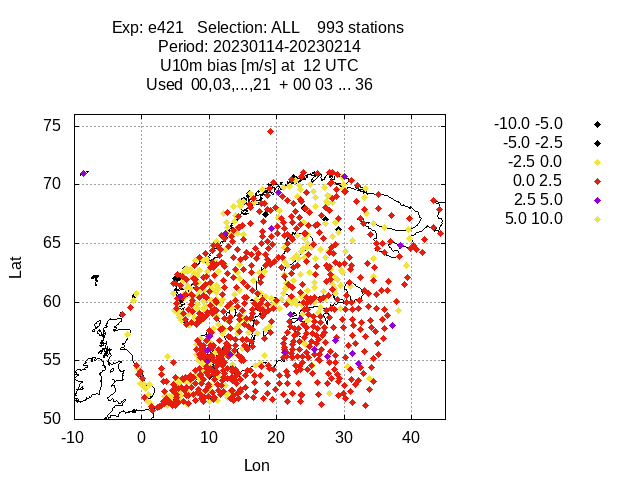 Exp: e421 Selection: ALL 993 stations
Period: 20230114-20230214
U10m bias [m/s] at 12 UTC
Used 00,03,...,21 + 00 03 ... 36
75
70
65
60
55
50
Lat
-10 0 10 20 30 40
Lon
-10.0 -5.0
-5.0 -2.5
-2.5 0.0
0.0 2.5
2.5 5.0
5.0 10.0